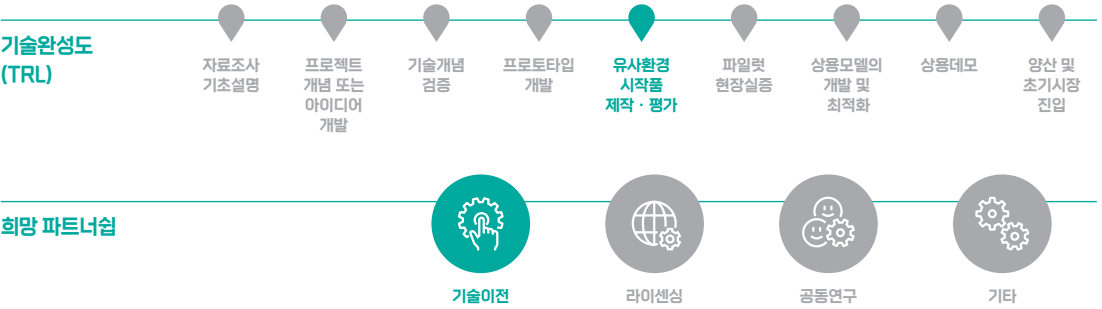 기술완성도
(TRL)
자료조사
기초설명
프로젝트
개념 또는
아이디어
개발
기술개념
검증
프로토타입
개발
유사환경
시작품
제작 · 평가
파일럿
현장실증
상용모델의
개발 및
최적화
상용데모
양산 및
초기시장
진입
희망 파트너쉽
기술이전
라이센싱
공동연구
기타